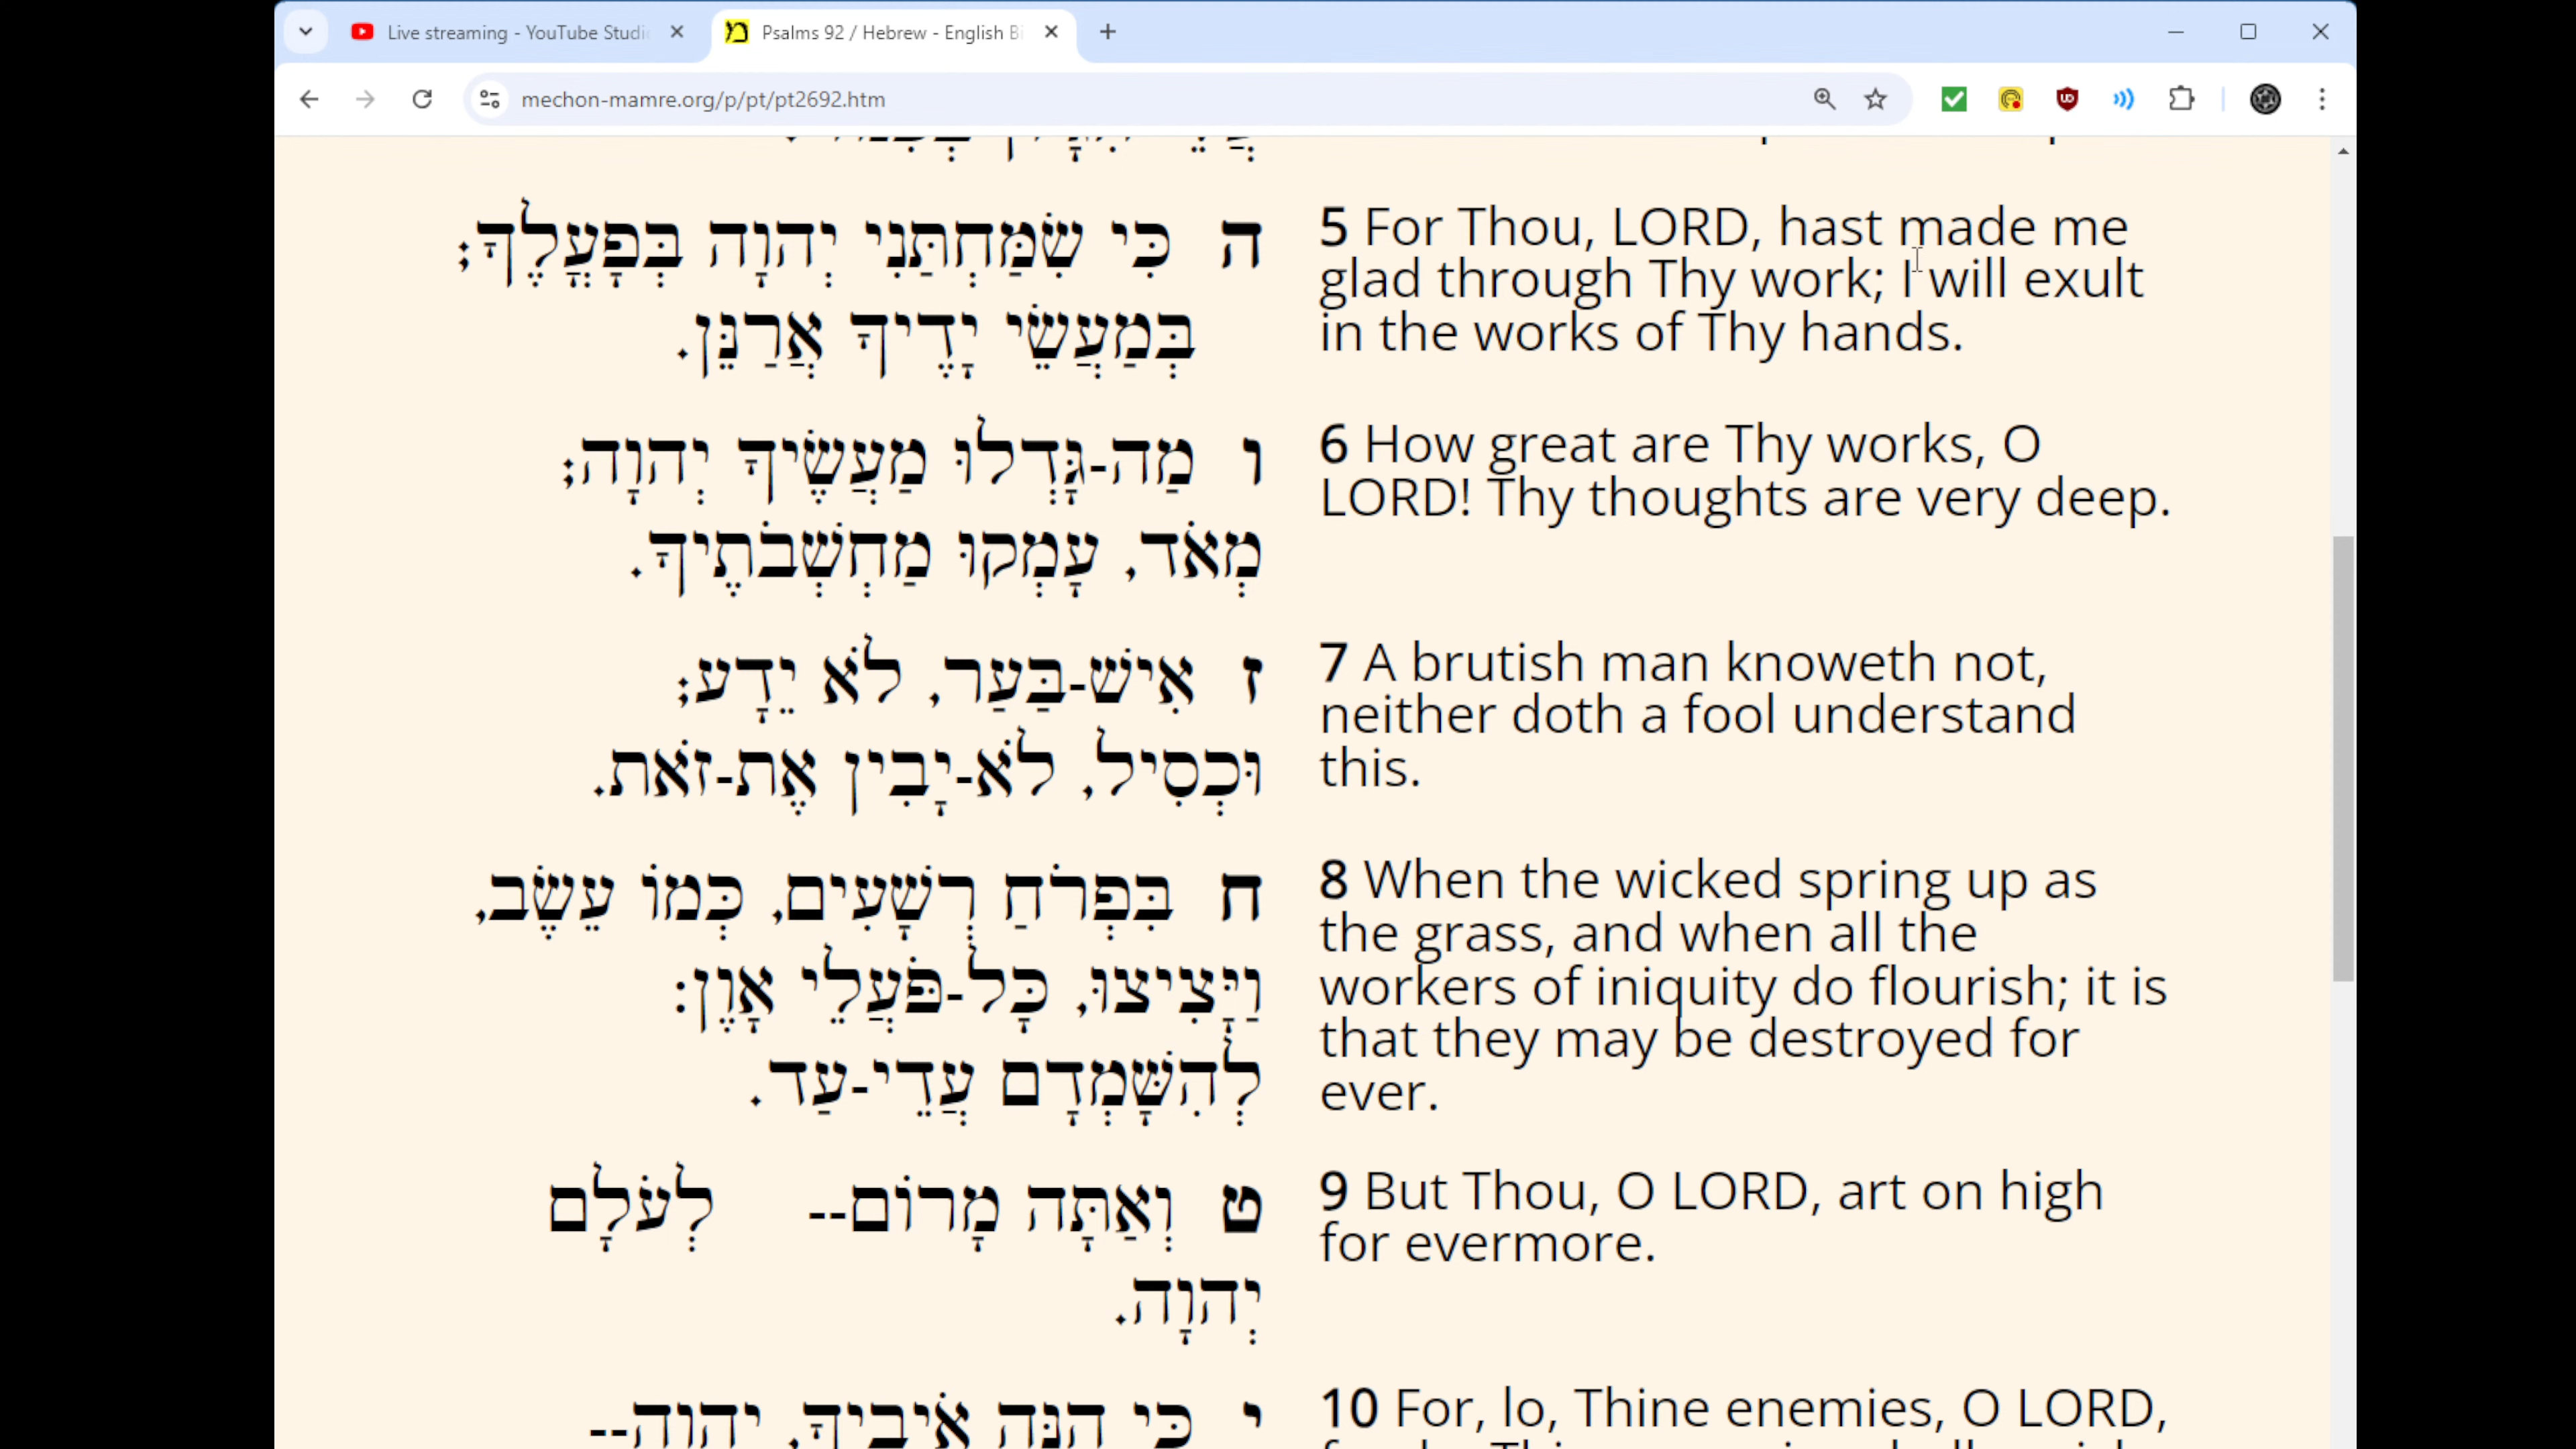 Live streaming - YouTube Studi
Psalms 92 / Hebrew - English Bi
mechon-mamre.org/p/pt/pt2692.htm
ה כִּי שִׂמַּחְתַּנִי יְהוָה בְּפָעֳלֶךָ;
בְּמַעֲשֵׂי יָדֶיךָ אֲרַנֵּן.
5 For Thou, LORD, hast made me
glad through Thy work; I will exult
in the works of Thy hands.
ו מַה-גָּדְלוּ מַעֲשֶׂיךָ יְהוָה;
מְאֹד, עָמְקוּ מַחְשְׁבֹתֶיךָ.
6 How great are Thy works, O
LORD! Thy thoughts are very deep.
ז אִישׁ-בַּעַר, לֹא יֵדָע;
וּכְסִיל, לֹא-יָבִין אֶת-זֹאת.
7 A brutish man knoweth not,
neither doth a fool understand
this.
ח בִּפְרֹחַ רְשָׁעִים, כְּמוֹ עֵשֶׂב,
וַיָּצִיצוּ, כָּל-פֹּעֲלֵי אָוֶן:
לְהִשָּׁמְדָם עֲדֵי-עַד.
8 When the wicked spring up as
the grass, and when all the
workers of iniquity do flourish; it is
that they may be destroyed for
ever.
ט וְאַתָּה מָרוֹם-- לְעֹלָם
יְהוָה.
9 But Thou, O LORD, art on high
for evermore.
י כִּי הִנֵּה אֹיְבֶיךָ, יְהוָה--
10 For, lo, Thine enemies, O LORD,